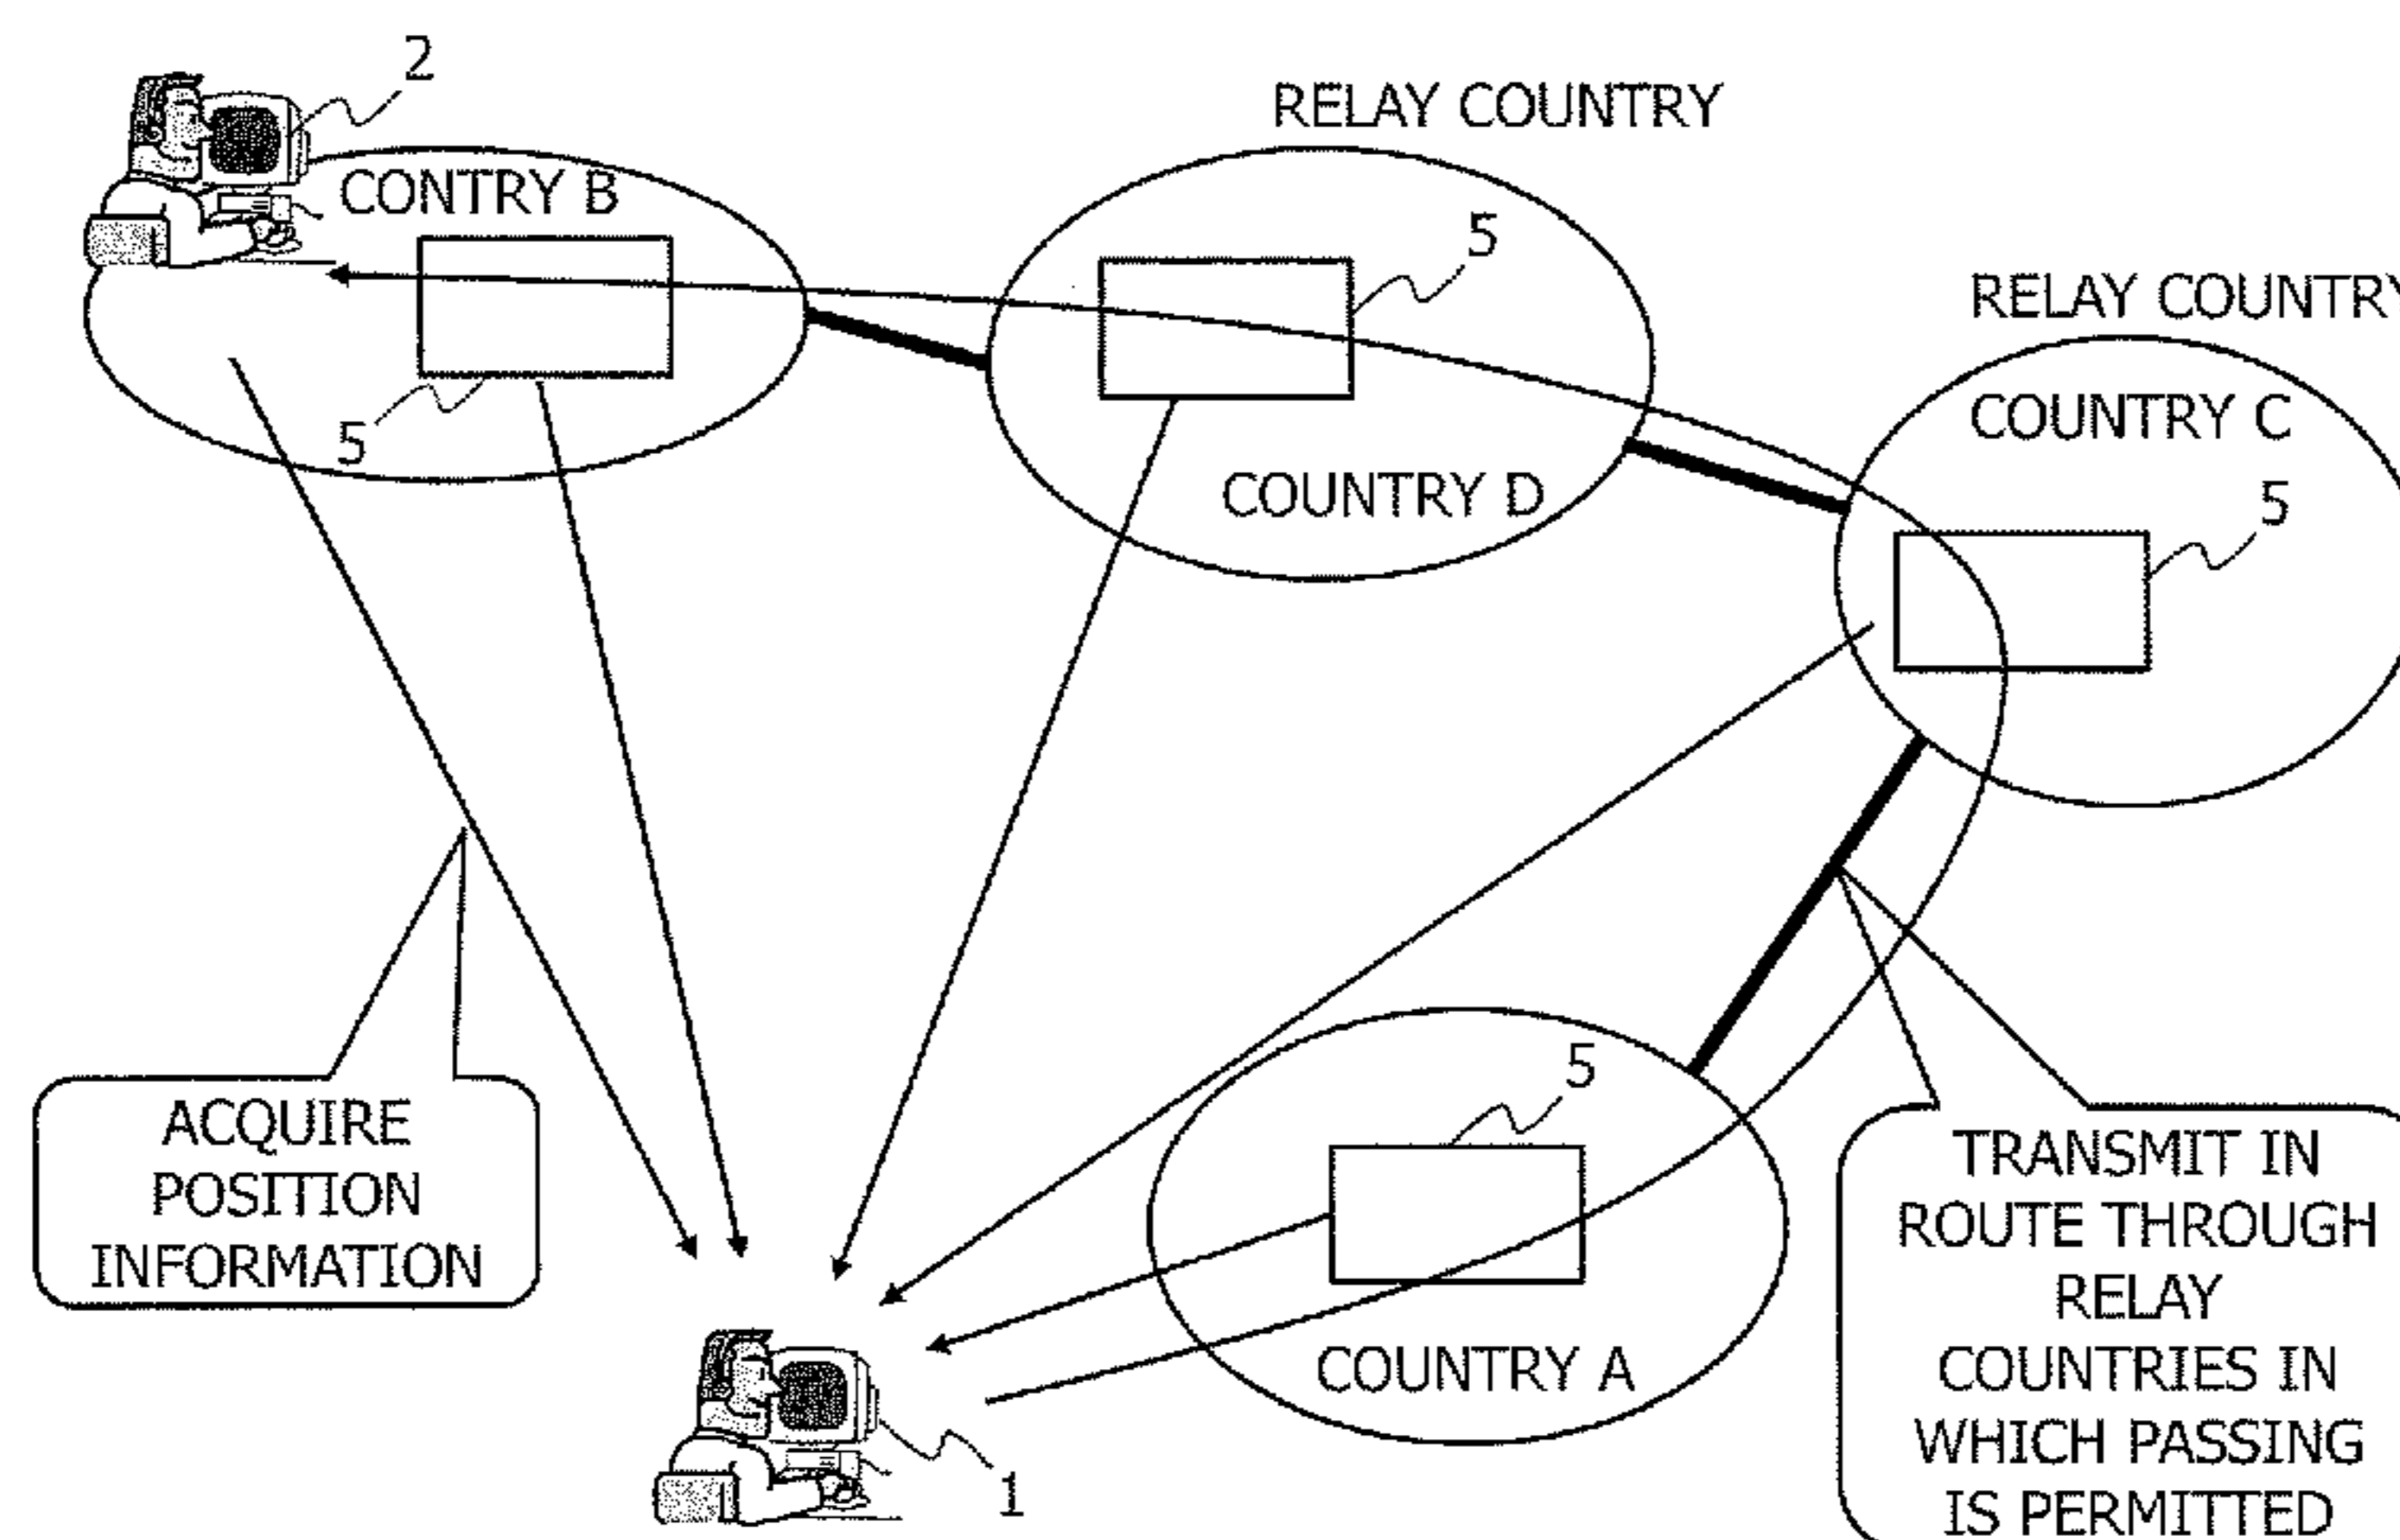 2
RELAY COUNTRY
CONTRY B
5
RELAY COUNTRY
COUNTRY C
5
COUNTRY D
5
5
ACQUIRE
POSITION
INFORMATION
5
COUNTRY A
TRANSMIT IN
ROUTE THROUGH
RELAY
COUNTRIES IN
WHICH PASSING
IS PERMITTED
1